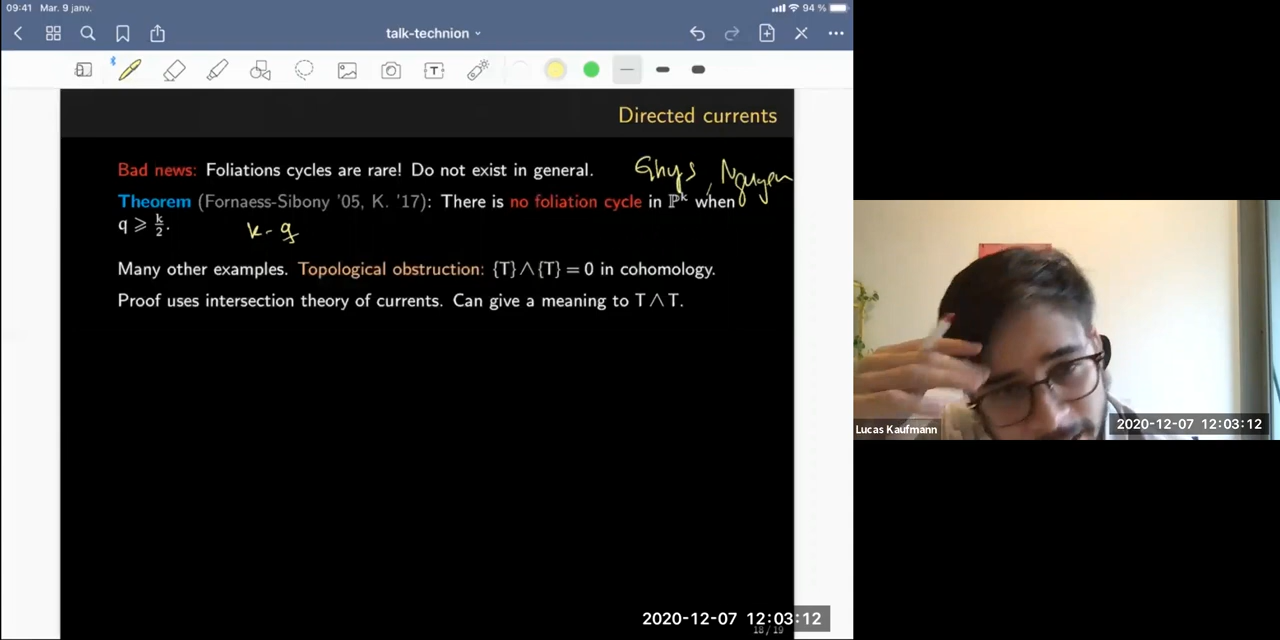 09:41 Mar. 9 janv.
94 %
talk-technion
T
Directed currents
Bad news: Foliations cycles are rare! Do not exist in general.
Ghys, Nguyen
Theorem (Fornaess-Sibony '05, K. '17): There is no foliation cycle in ℙᵏ when
q ⩾ k/2.
k-q
Many other examples. Topological obstruction: {T} ∧ {T} = 0 in cohomology.
Proof uses intersection theory of currents. Can give a meaning to T ∧ T.
Lucas Kaufmann
2020-12-07 12:03:12
2020-12-07 12:03:12
18 / 19